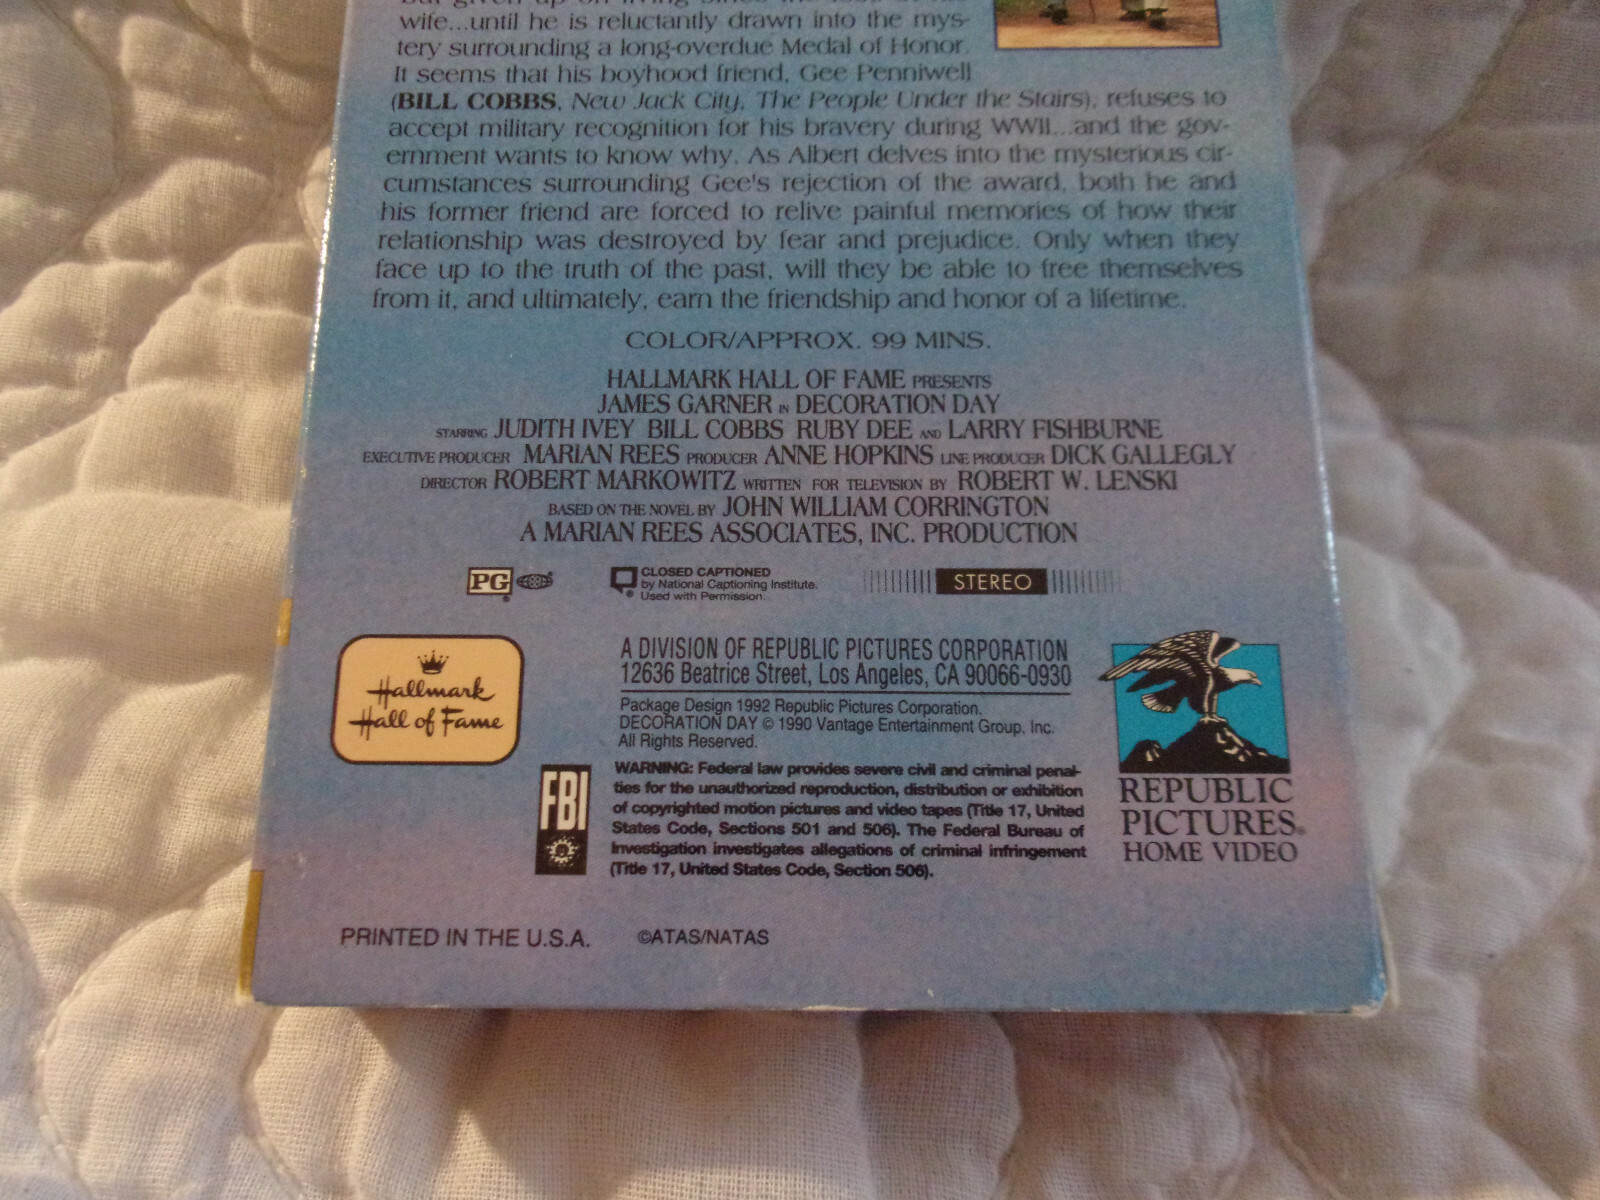 wife...until he is reluctantly drawn into the mys-
tery surrounding a long-overdue Medal of Honor.
It seems that his boyhood friend, Gee Penniwell
(BILL COBBS, New Jack City, The People Under the Stairs), refuses to
accept military recognition for his bravery during WWII...and the gov-
ernment wants to know why. As Albert delves into the mysterious cir-
cumstances surrounding Gee's rejection of the award, both he and
his former friend are forced to relive painful memories of how their
relationship was destroyed by fear and prejudice. Only when they
face up to the truth of the past, will they be able to free themselves
from it, and ultimately, earn the friendship and honor of a lifetime.
COLOR/APPROX. 99 MINS.
HALLMARK HALL OF FAME PRESENTS
JAMES GARNER IN DECORATION DAY
STARRING JUDITH IVEY BILL COBBS RUBY DEE AND LARRY FISHBURNE
EXECUTIVE PRODUCER MARIAN REES PRODUCER ANNE HOPKINS LINE PRODUCER DICK GALLEGLY
DIRECTOR ROBERT MARKOWITZ WRITTEN FOR TELEVISION BY ROBERT W. LENSKI
BASED ON THE NOVEL BY JOHN WILLIAM CORRINGTON
A MARIAN REES ASSOCIATES, INC. PRODUCTION
PG®
CLOSED CAPTIONED
by National Captioning Institute.
Used with Permission.
STEREO
Hallmark
Hall of Fame
A DIVISION OF REPUBLIC PICTURES CORPORATION
12636 Beatrice Street, Los Angeles, CA 90066-0930
Package Design 1992 Republic Pictures Corporation.
DECORATION DAY © 1990 Vantage Entertainment Group, Inc.
All Rights Reserved.
FBI
WARNING: Federal law provides severe civil and criminal penal-
ties for the unauthorized reproduction, distribution or exhibition
of copyrighted motion pictures and video tapes (Title 17, United
States Code, Sections 501 and 506). The Federal Bureau of
Investigation investigates allegations of criminal infringement
(Title 17, United States Code, Section 506).
REPUBLIC
PICTURES®
HOME VIDEO
PRINTED IN THE U.S.A.
©ATAS/NATAS